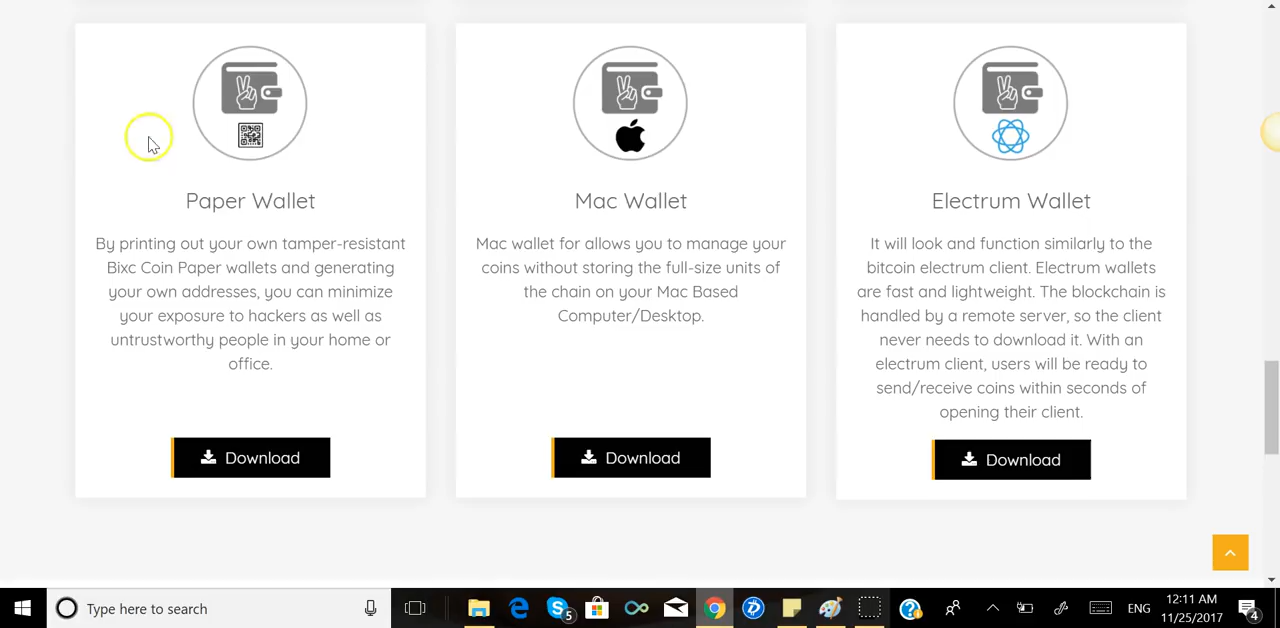 Paper Wallet
By printing out your own tamper-resistant
Bixc Coin Paper wallets and generating
your own addresses, you can minimize
your exposure to hackers as well as
untrustworthy people in your home or
office.
Download
Mac Wallet
Mac wallet for allows you to manage your
coins without storing the full-size units of
the chain on your Mac Based
Computer/Desktop.
Download
Electrum Wallet
It will look and function similarly to the
bitcoin electrum client. Electrum wallets
are fast and lightweight. The blockchain is
handled by a remote server, so the client
never needs to download it. With an
electrum client, users will be ready to
send/receive coins within seconds of
opening their client.
Download
Type here to search
5
ENG
12:11 AM
11/25/2017
4